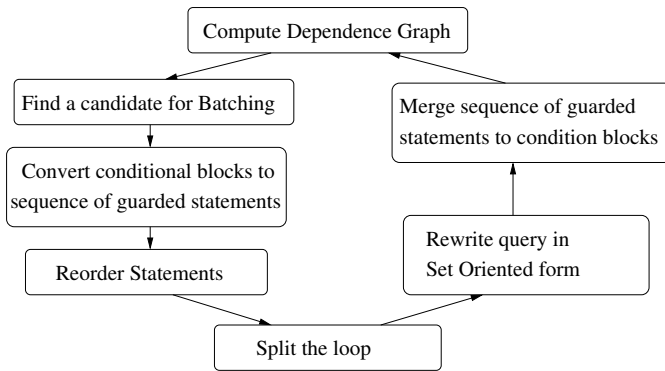 Compute Dependence Graph
Find a candidate for Batching
Convert conditional blocks to
sequence of guarded statements
Reorder Statements
Split the loop
Rewrite query in
Set Oriented form
Merge sequence of guarded
statements to condition blocks